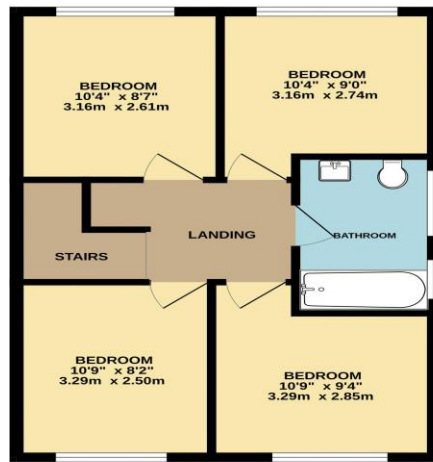 BEDROOM
10'4" x 8'7"
3.16m x 2.61m
BEDROOM
10'4" x 9'0"
3.16m x 2.74m
LANDING
BATHROOM
STAIRS
BEDROOM
10'9" x 8'2"
3.29m x 2.50m
BEDROOM
10'9" x 9'4"
3.29m x 2.85m